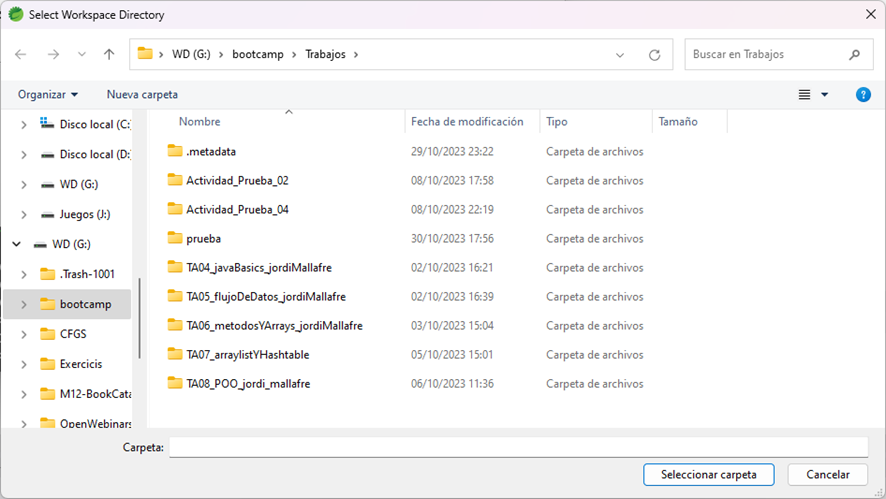 Select Workspace Directory
WD (G:) bootcamp Trabajos
Buscar en Trabajos
Organizar Nueva carpeta
Disco local (C:
Disco local (D:
WD (G:)
Juegos (J:)
WD (G:)
.Trash-1001
bootcamp
CFGS
Exercicis
M12-BookCata
OpenWebinars
Nombre Fecha de modificación Tipo Tamaño
.metadata 29/10/2023 23:22 Carpeta de archivos
Actividad_Prueba_02 08/10/2023 17:58 Carpeta de archivos
Actividad_Prueba_04 08/10/2023 22:19 Carpeta de archivos
prueba 30/10/2023 17:56 Carpeta de archivos
TA04_javaBasics_jordiMallafre 02/10/2023 16:21 Carpeta de archivos
TA05_flujoDeDatos_jordiMallafre 02/10/2023 16:39 Carpeta de archivos
TA06_metodosYArrays_jordiMallafre 03/10/2023 15:04 Carpeta de archivos
TA07_arraylistYHashtable 05/10/2023 15:01 Carpeta de archivos
TA08_POO_jordi_mallafre 06/10/2023 11:36 Carpeta de archivos
Carpeta:
Seleccionar carpeta Cancelar